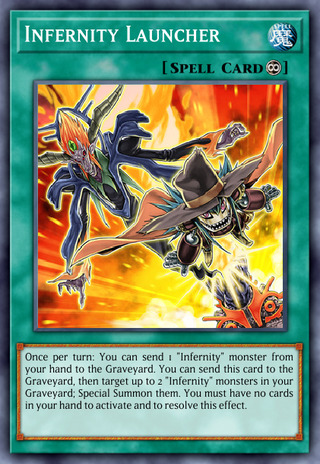 Infernity Launcher
魔
[Spell Card]
Once per turn: You can send 1 "Infernity" monster from
your hand to the Graveyard. You can send this card to the
Graveyard, then target up to 2 "Infernity" monsters in your
Graveyard; Special Summon them. You must have no cards
in your hand to activate and to resolve this effect.